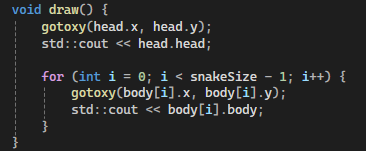 void draw() {
gotoxy(head.x, head.y);
std::cout << head.head;
for (int i = 0; i < snakeSize - 1; i++) {
gotoxy(body[i].x, body[i].y);
std::cout << body[i].body;
}
}